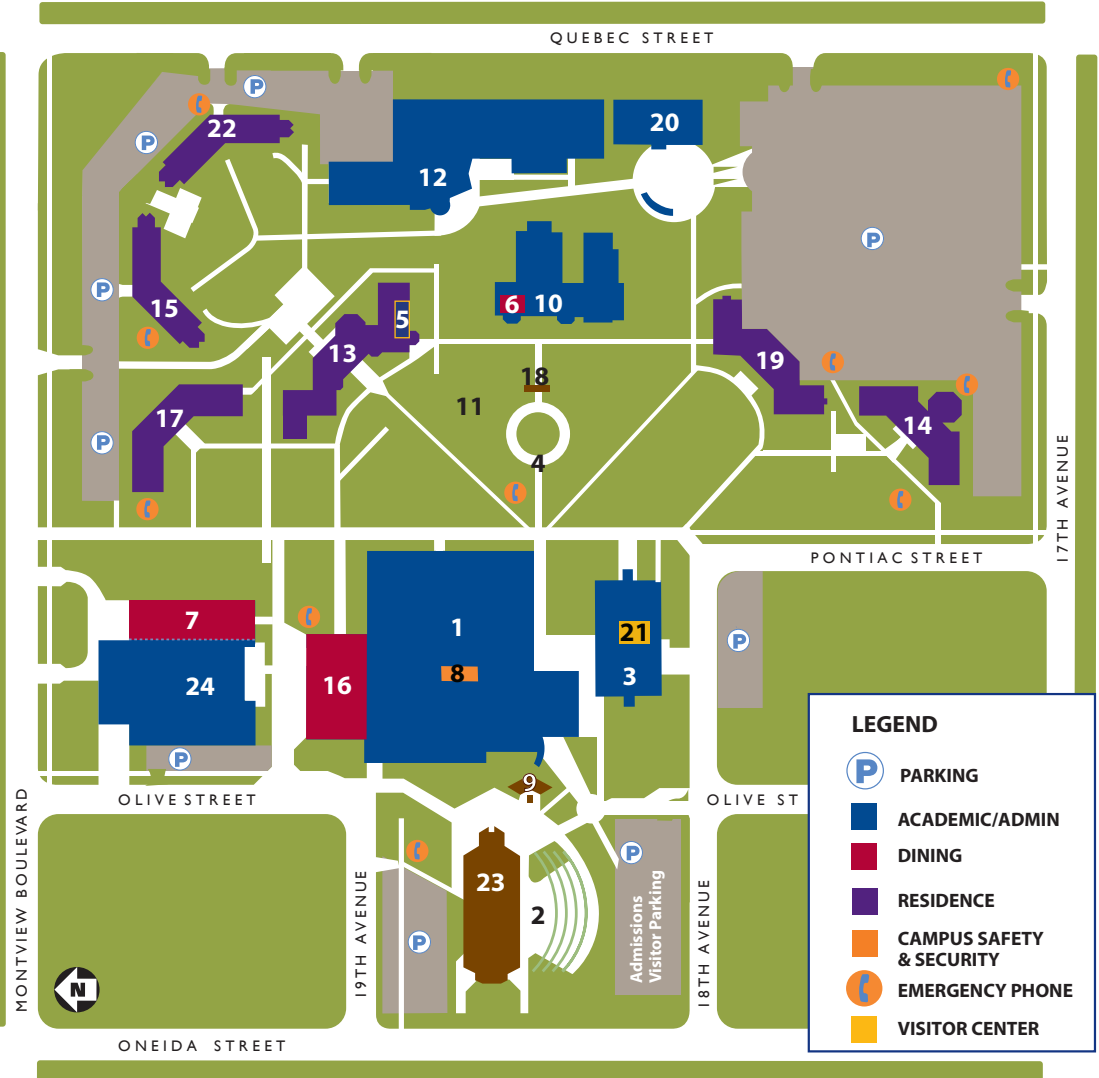 QUEBEC STREET
P
22
20
P
12
P
6
10
P
15
5
13
19
18
11
17
14
P
4
17TH AVENUE
PONTIAC STREET
7
1
21
P
8
16
24
3
P
9
OLIVE STREET
OLIVE ST
MONTVIEW BOULEVARD
19TH AVENUE
23
2
P
P
Admissions
Visitor Parking
18TH AVENUE
N
ONEIDA STREET
LEGEND
P PARKING
ACADEMIC/ADMIN
DINING
RESIDENCE
CAMPUS SAFETY
& SECURITY
EMERGENCY PHONE
VISITOR CENTER